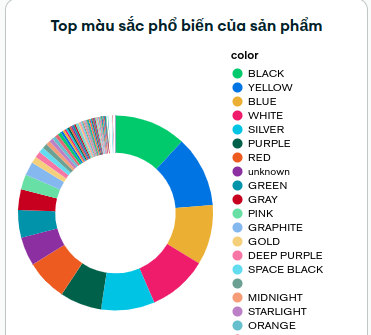 Top màu sắc phổ biến của sản phẩm
color
BLACK
YELLOW
BLUE
WHITE
SILVER
PURPLE
RED
unknown
GREEN
GRAY
PINK
GRAPHITE
GOLD
DEEP PURPLE
SPACE BLACK
MIDNIGHT
STARLIGHT
ORANGE